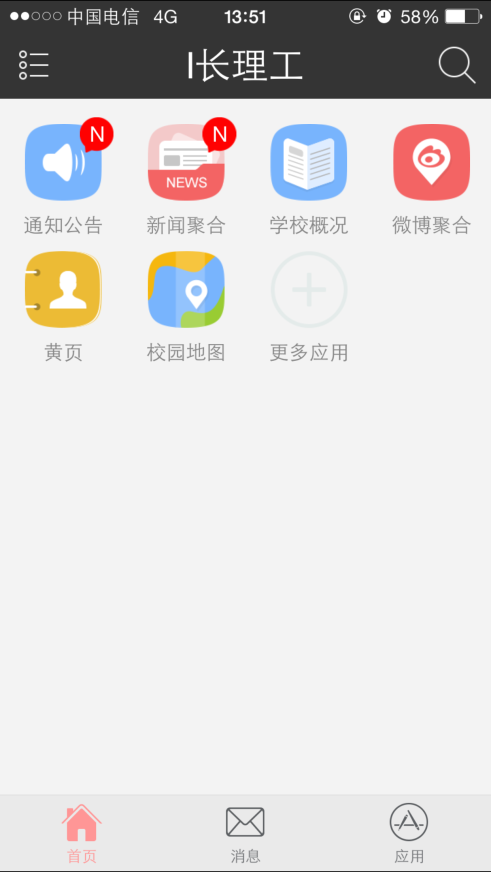 中国电信 4G 13:51 58%
i长理工
N N
NEWS
通知公告 新闻聚合 学校概况 微博聚合
黄页 校园地图 更多应用
首页 消息 应用